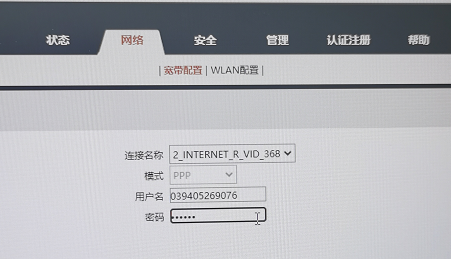 状态 网络 安全 管理 认证注册 帮助
| 宽带配置 | WLAN配置 |
连接名称 2_INTERNET_R_VID_368
模式 PPP
用户名 039405269076
密码 ••••••